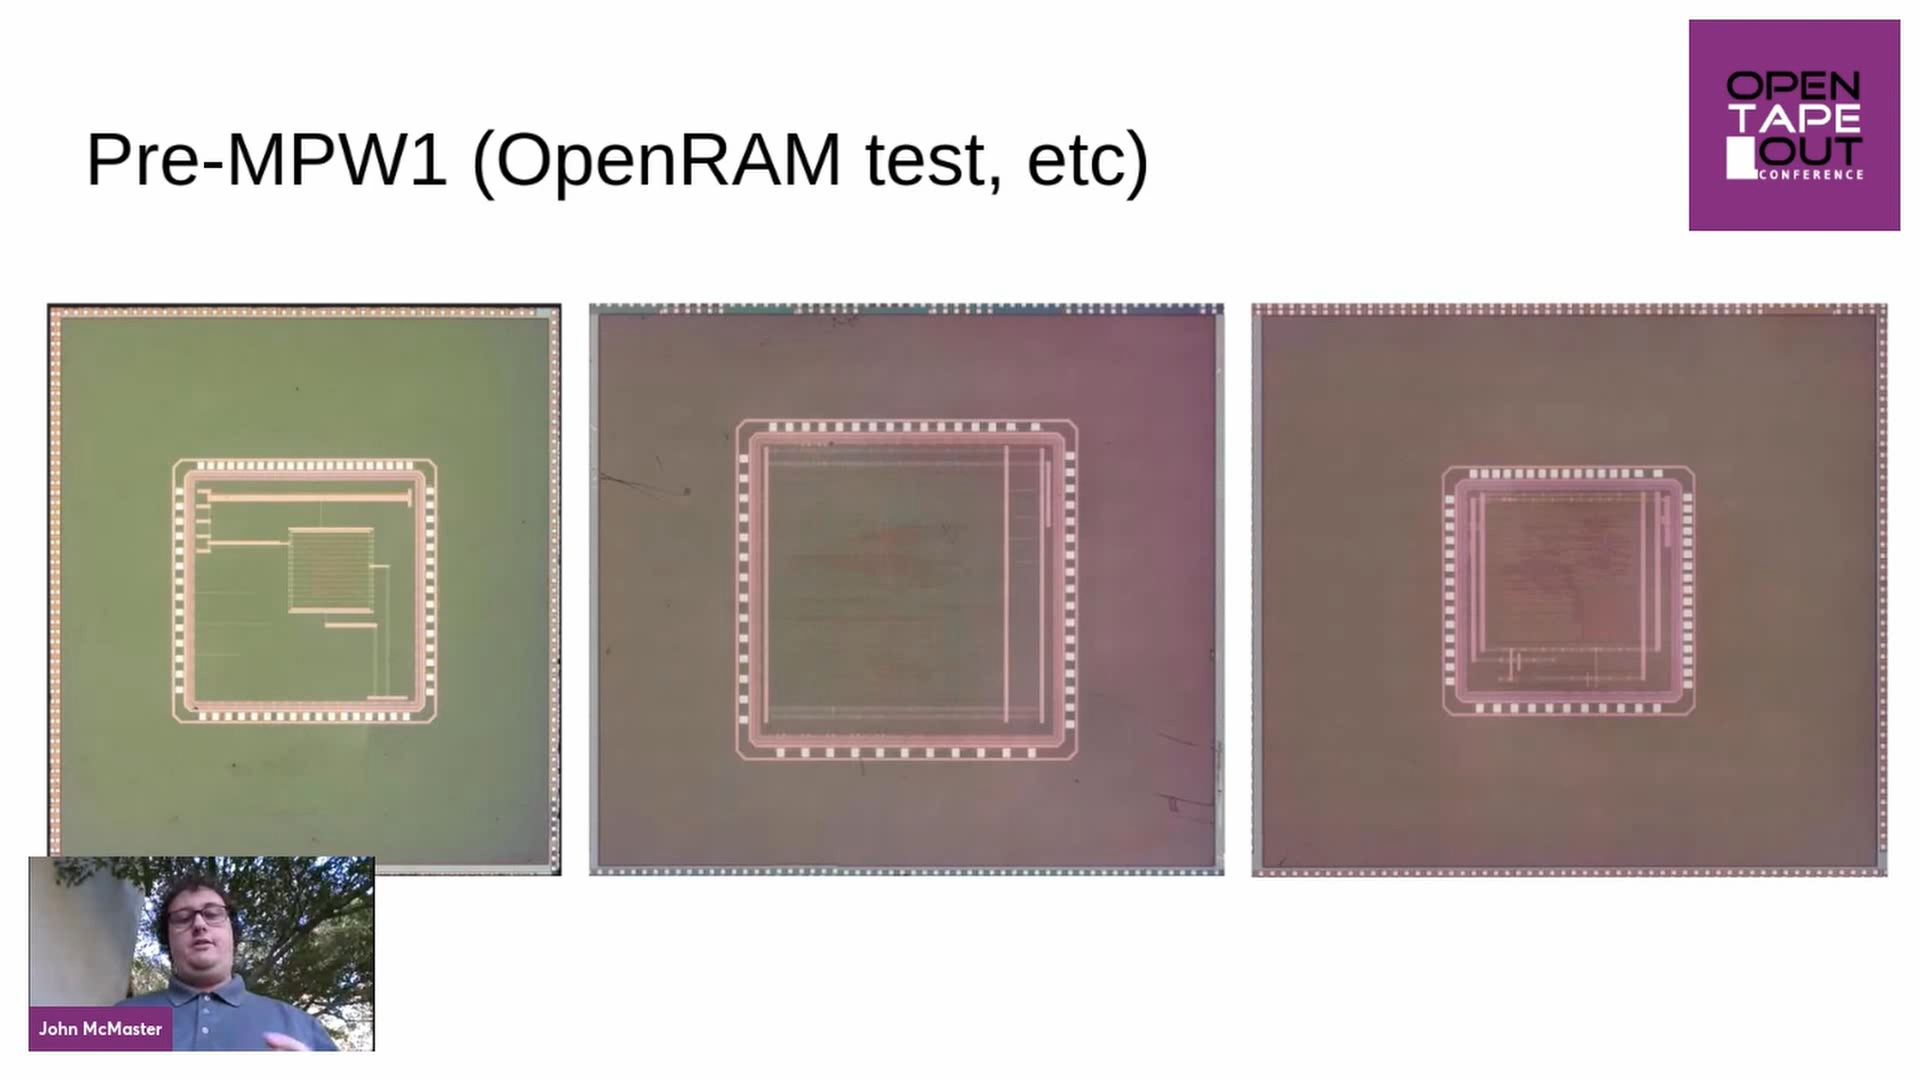 Pre-MPW1 (OpenRAM test, etc)
OPEN
TAPE
OUT
CONFERENCE
John McMaster